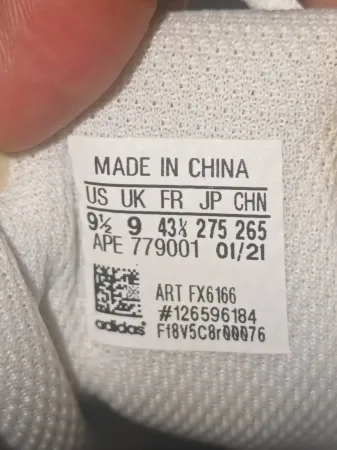 MADE IN CHINA
US UK FR JP CHN
9½ 9 43⅓ 275 265
APE 779001 01/21
ART FX6166
#126596184
adidas® F18V5C8r00076